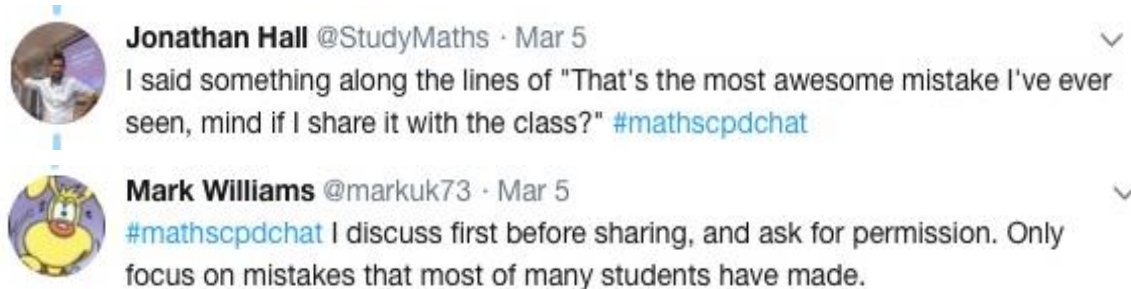 Jonathan Hall @StudyMaths · Mar 5
I said something along the lines of "That's the most awesome mistake I've ever
seen, mind if I share it with the class?" #mathscpdchat
Mark Williams @markuk73 · Mar 5
#mathscpdchat I discuss first before sharing, and ask for permission. Only
focus on mistakes that most of many students have made.